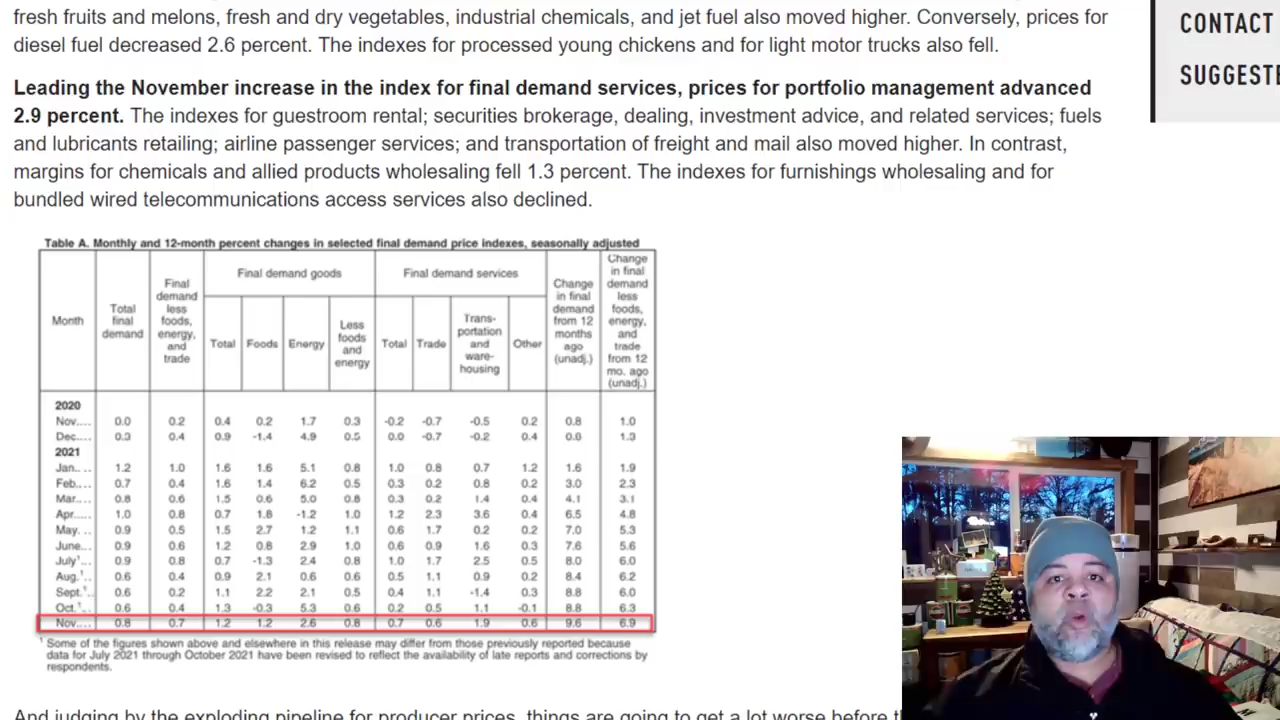 fresh fruits and melons, fresh and dry vegetables, industrial chemicals, and jet fuel also moved higher. Conversely, prices for
diesel fuel decreased 2.6 percent. The indexes for processed young chickens and for light motor trucks also fell.
Leading the November increase in the index for final demand services, prices for portfolio management advanced
2.9 percent. The indexes for guestroom rental; securities brokerage, dealing, investment advice, and related services; fuels
and lubricants retailing; airline passenger services; and transportation of freight and mail also moved higher. In contrast,
margins for chemicals and allied products wholesaling fell 1.3 percent. The indexes for furnishings wholesaling and for
bundled wired telecommunications access services also declined.
CONTACT
SUGGESTE
Table A. Monthly and 12-month percent changes in selected final demand price indexes, seasonally adjusted
Month
Total
final
demand
Final
demand
less
foods,
energy,
and
trade
Final demand goods
Total
Foods
Energy
Less
foods
and
energy
Final demand services
Total
Trade
Trans-
portation
and
ware-
housing
Other
Change
in final
demand
from 12
months
ago
(unadj.)
Change
in final
demand
less
foods,
energy,
and
trade
from 12
mo. ago
(unadj.)
2020
Nov.... 0.0 0.2 0.4 0.2 1.7 0.3 -0.2 -0.7 -0.5 0.2 0.8 1.0
Dec.... 0.3 0.4 0.9 -1.4 4.9 0.5 0.0 -0.7 -0.2 0.4 0.8 1.3
2021
Jan.... 1.2 1.0 1.6 1.6 5.1 0.8 1.0 0.8 0.7 1.2 1.6 1.9
Feb.... 0.7 0.4 1.6 1.4 6.2 0.5 0.3 0.2 0.8 0.2 3.0 2.3
Mar.... 0.8 0.6 1.5 0.6 5.0 0.8 0.3 0.2 1.4 0.4 4.1 3.1
Apr..... 1.0 0.8 0.7 1.8 -1.2 1.0 1.2 2.3 3.6 0.4 6.5 4.8
May... 0.9 0.5 1.5 2.7 1.2 1.1 0.6 1.7 0.2 0.2 7.0 5.3
June... 0.9 0.6 1.2 0.8 2.9 1.0 0.6 0.9 1.6 0.3 7.6 5.6
July¹... 0.9 0.8 0.7 -1.3 2.4 0.8 1.0 1.7 2.5 0.5 8.0 6.0
Aug.¹.. 0.6 0.4 0.9 2.1 0.6 0.6 0.5 1.1 0.9 0.2 8.4 6.2
Sept.¹.. 0.6 0.2 1.1 2.2 2.1 0.5 0.4 1.1 -1.4 0.3 8.8 6.0
Oct.¹... 0.6 0.4 1.3 -0.3 5.3 0.6 0.2 0.5 1.1 -0.1 8.8 6.3
Nov.... 0.8 0.7 1.2 1.2 2.6 0.8 0.7 0.6 1.9 0.6 9.6 6.9
¹ Some of the figures shown above and elsewhere in this release may differ from those previously reported because
data for July 2021 through October 2021 have been revised to reflect the availability of late reports and corrections by
respondents.
And judging by the exploding pipeline for producer prices, things are going to get a lot worse before